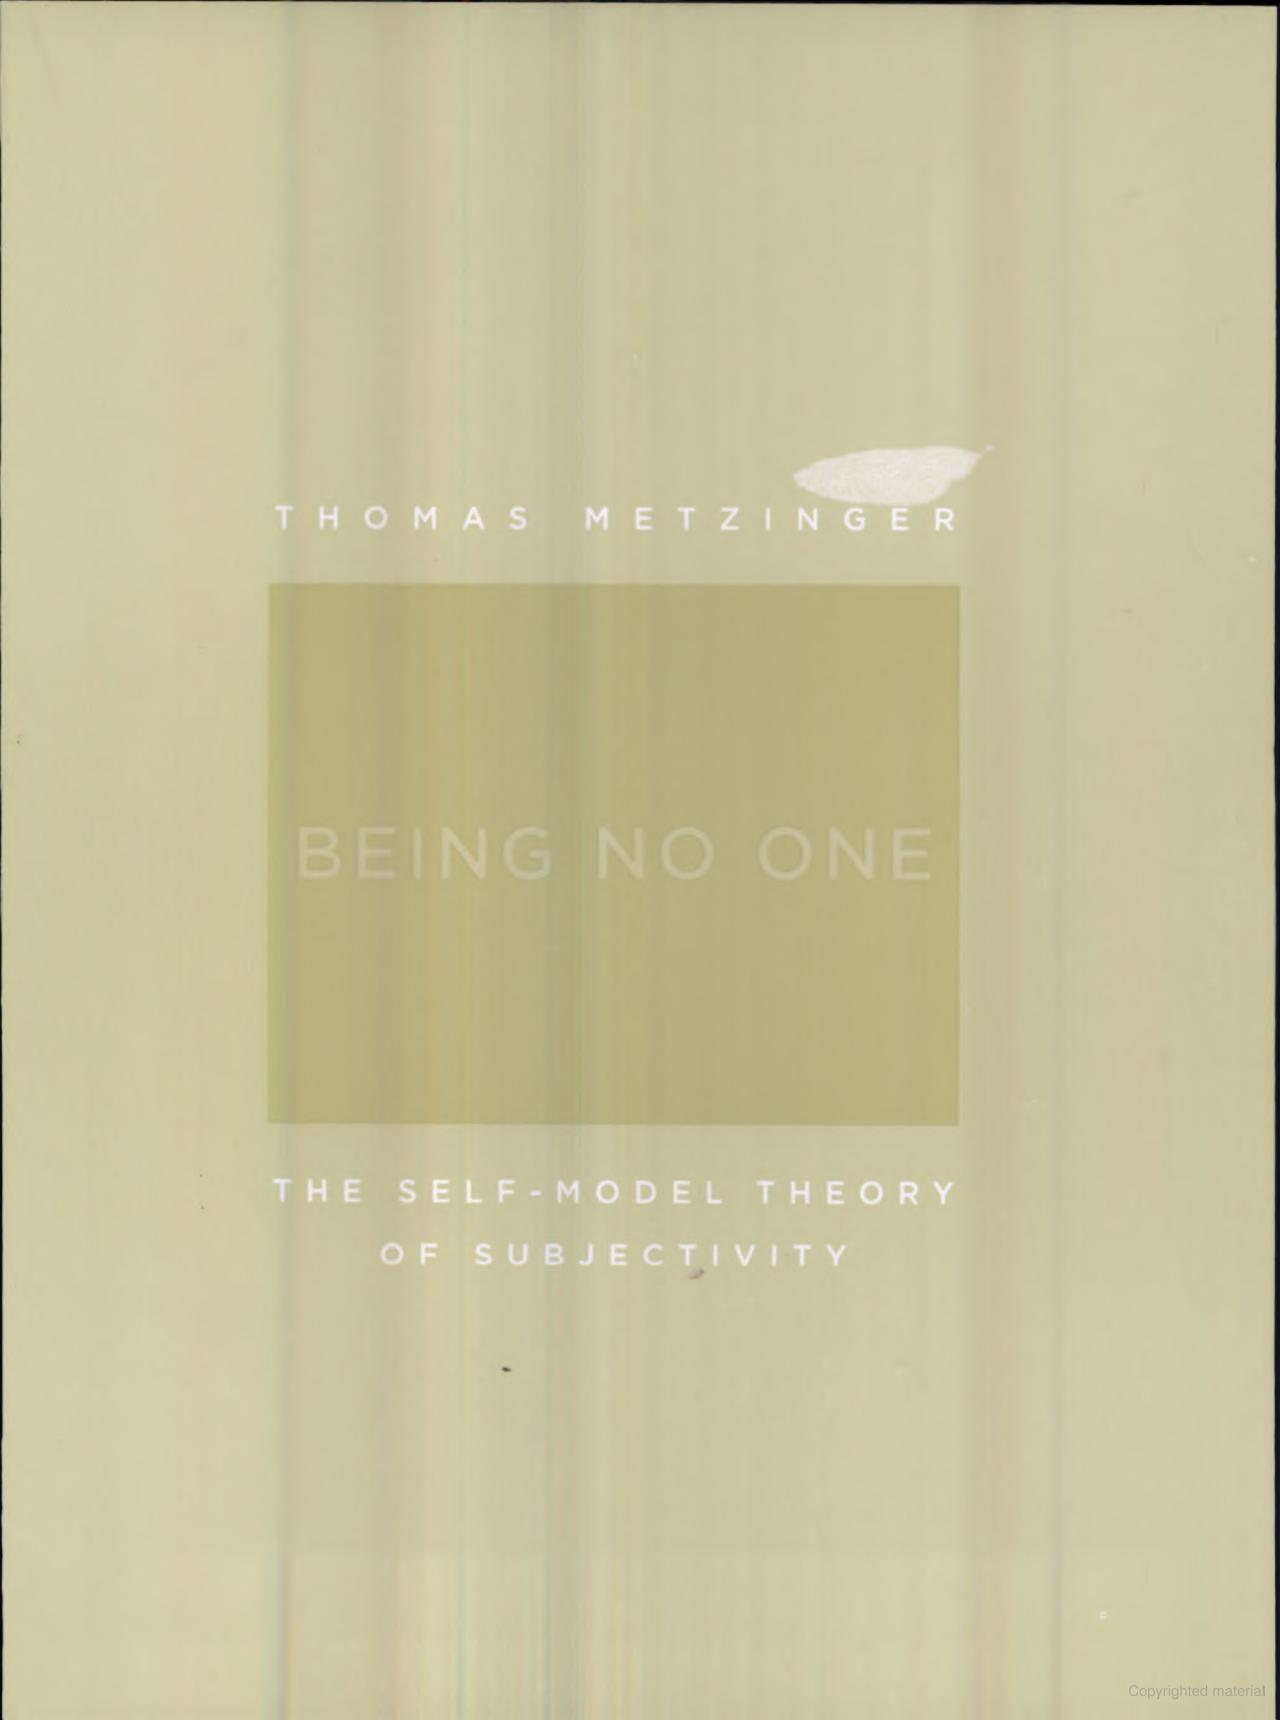 THOMAS METZINGER
BEING NO ONE
THE SELF-MODEL THEORY
OF SUBJECTIVITY
Copyrighted material